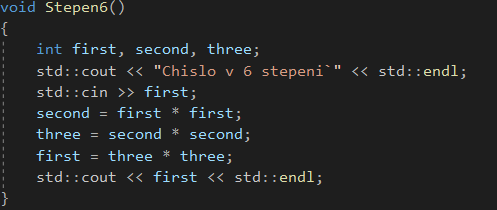 void Stepen6()
{
int first, second, three;
std::cout << "Chislo v 6 stepeni`" << std::endl;
std::cin >> first;
second = first * first;
three = second * second;
first = three * three;
std::cout << first << std::endl;
}